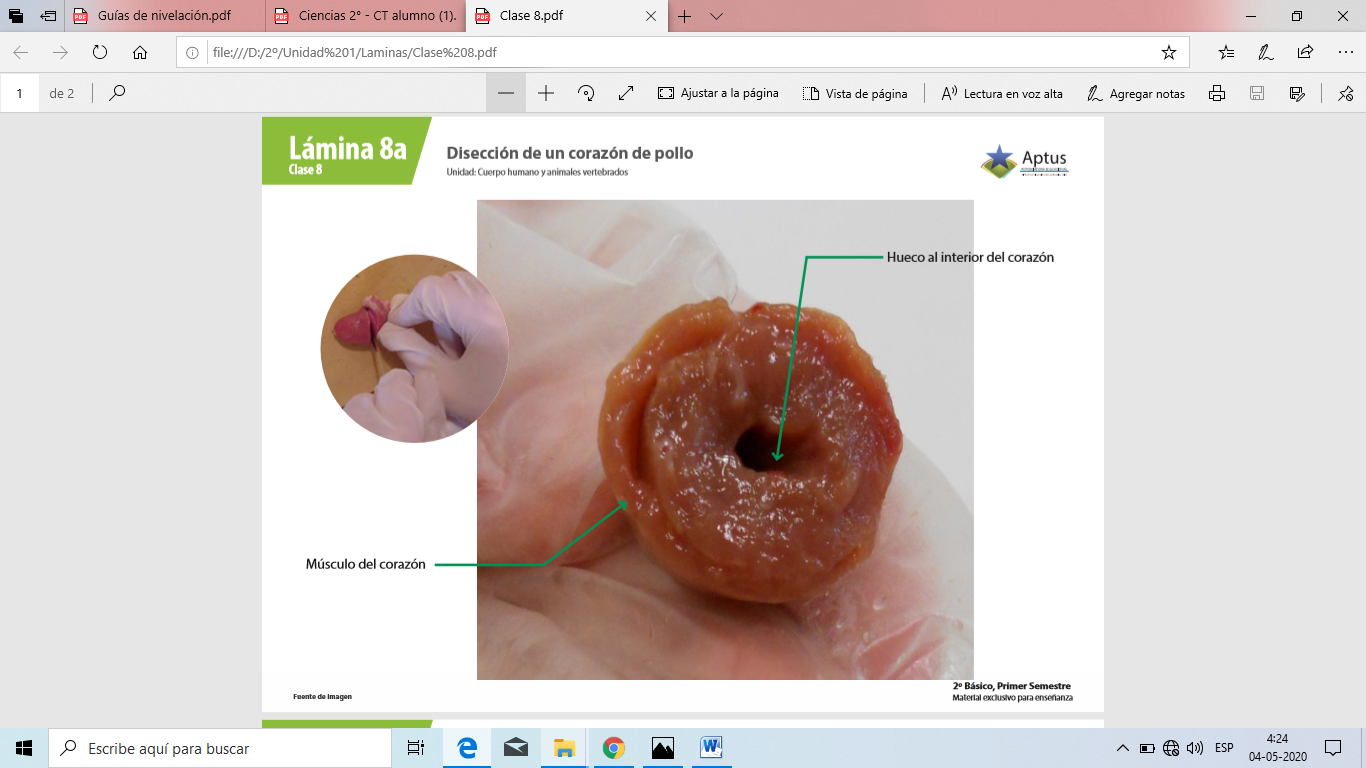 Guías de nivelación.pdf
Ciencias 2° - CT alumno (1).
Clase 8.pdf
file:///D:/2º/Unidad%201/Laminas/Clase%208.pdf
1
de 2
Ajustar a la página
Vista de página
Lectura en voz alta
Agregar notas
Lámina 8a
Clase 8
Disección de un corazón de pollo
Unidad: Cuerpo humano y animales vertebrados
Aptus
Hueco al interior del corazón
Músculo del corazón
Fuente de Imagen
2º Básico, Primer Semestre
Material exclusivo para enseñanza
Escribe aquí para buscar
ESP
4:24
04-05-2020